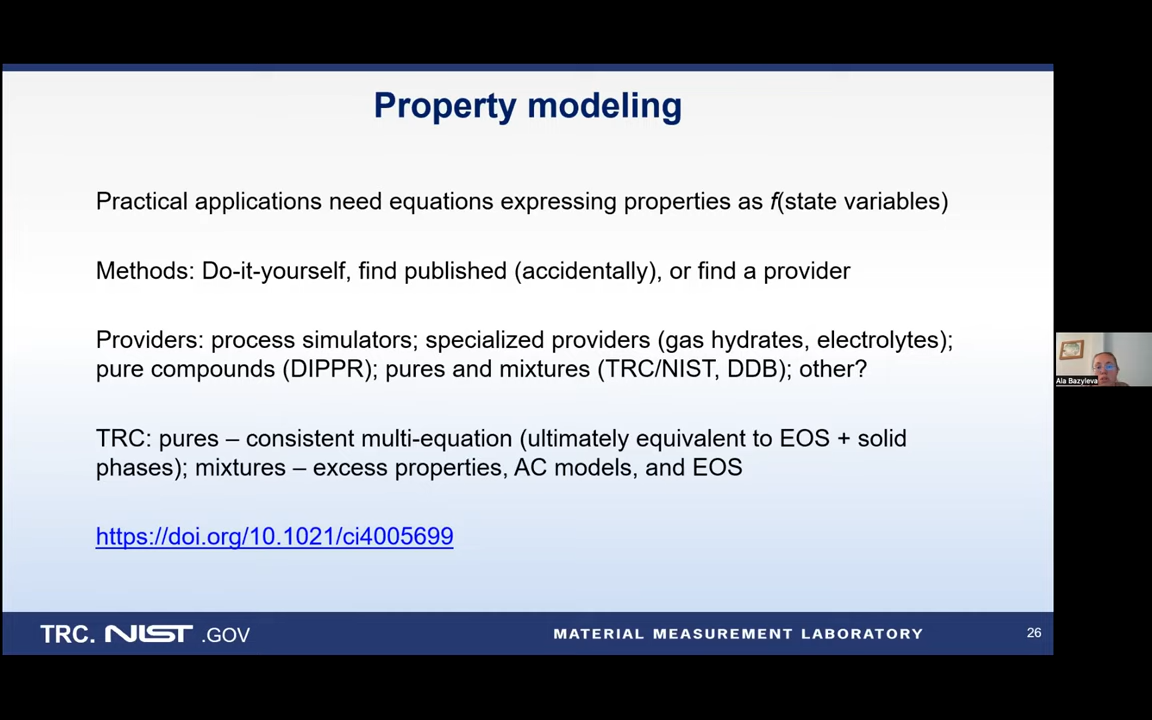 Property modeling
Practical applications need equations expressing properties as f(state variables)
Methods: Do-it-yourself, find published (accidentally), or find a provider
Providers: process simulators; specialized providers (gas hydrates, electrolytes);
pure compounds (DIPPR); pures and mixtures (TRC/NIST, DDB); other?
TRC: pures – consistent multi-equation (ultimately equivalent to EOS + solid
phases); mixtures – excess properties, AC models, and EOS
https://doi.org/10.1021/ci4005699
TRC. NIST .GOV
MATERIAL MEASUREMENT LABORATORY
26
Ala Bazyleva